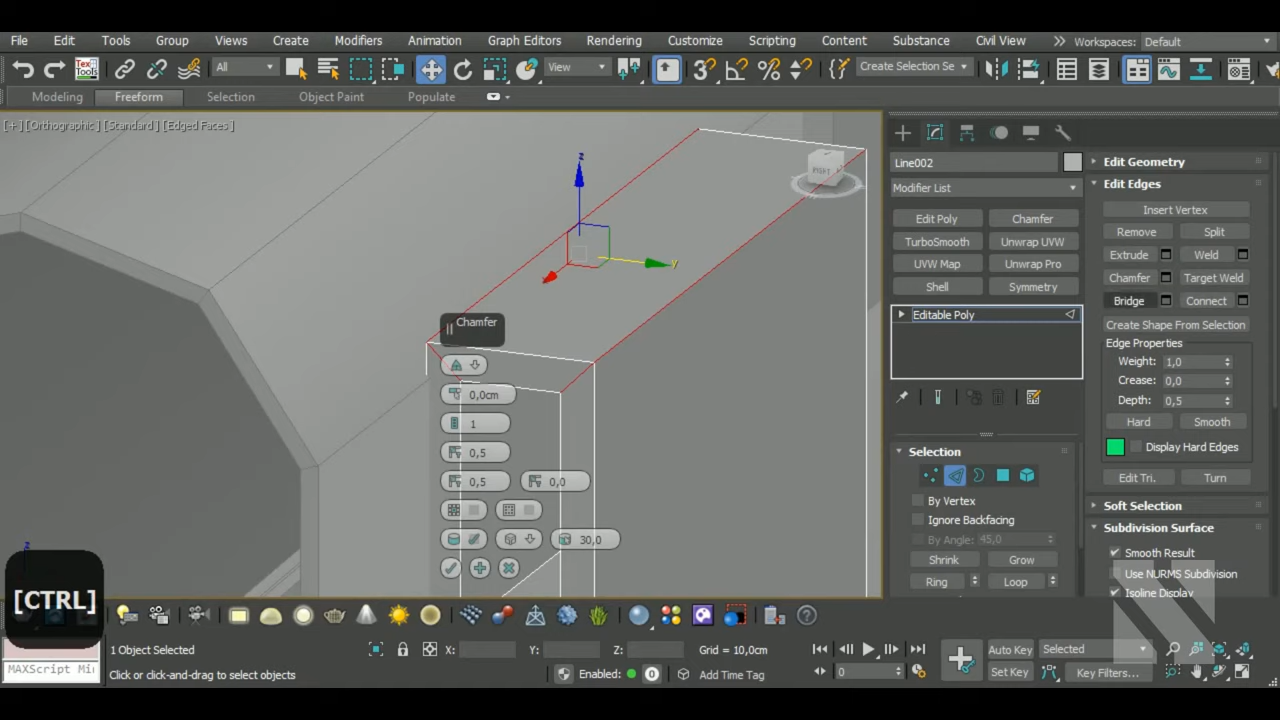 File Edit Tools Group Views Create Modifiers Animation Graph Editors Rendering Customize Scripting Content Substance Civil View Workspaces: Default
Tex Tools All View Create Selection Se
Modeling Freeform Selection Object Paint Populate
[+] [Orthographic] [Standard] [Edged Faces]
z
y
Chamfer
0,0cm
1
0,5
0,5 0,0
30,0
[CTRL]
z
Line002
Modifier List
Edit Poly Chamfer
TurboSmooth Unwrap UVW
UVW Map Unwrap Pro
Shell Symmetry
Editable Poly
Selection
By Vertex
Ignore Backfacing
By Angle: 45,0
Shrink Grow
Ring Loop
Edit Geometry
Edit Edges
Insert Vertex
Remove Split
Extrude Weld
Chamfer Target Weld
Bridge Connect
Create Shape From Selection
Edge Properties
Weight: 1,0
Crease: 0,0
Depth: 0,5
Hard Smooth
Display Hard Edges
Edit Tri. Turn
Soft Selection
Subdivision Surface
Smooth Result
Use NURMS Subdivision
Isoline Display
1 Object Selected X: Y: Z: Grid = 10,0cm Auto Key Selected
MAXScript Mi Click or click-and-drag to select objects Enabled: 0 Add Time Tag 0 Set Key Key Filters...